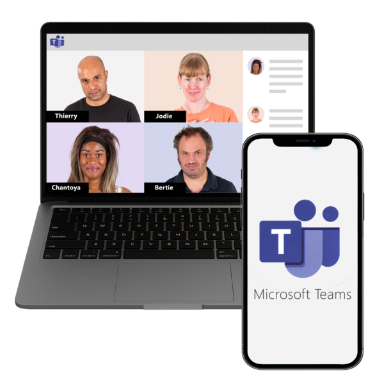 Thierry
Jodie
Chantoya
Bertie
T
Microsoft Teams